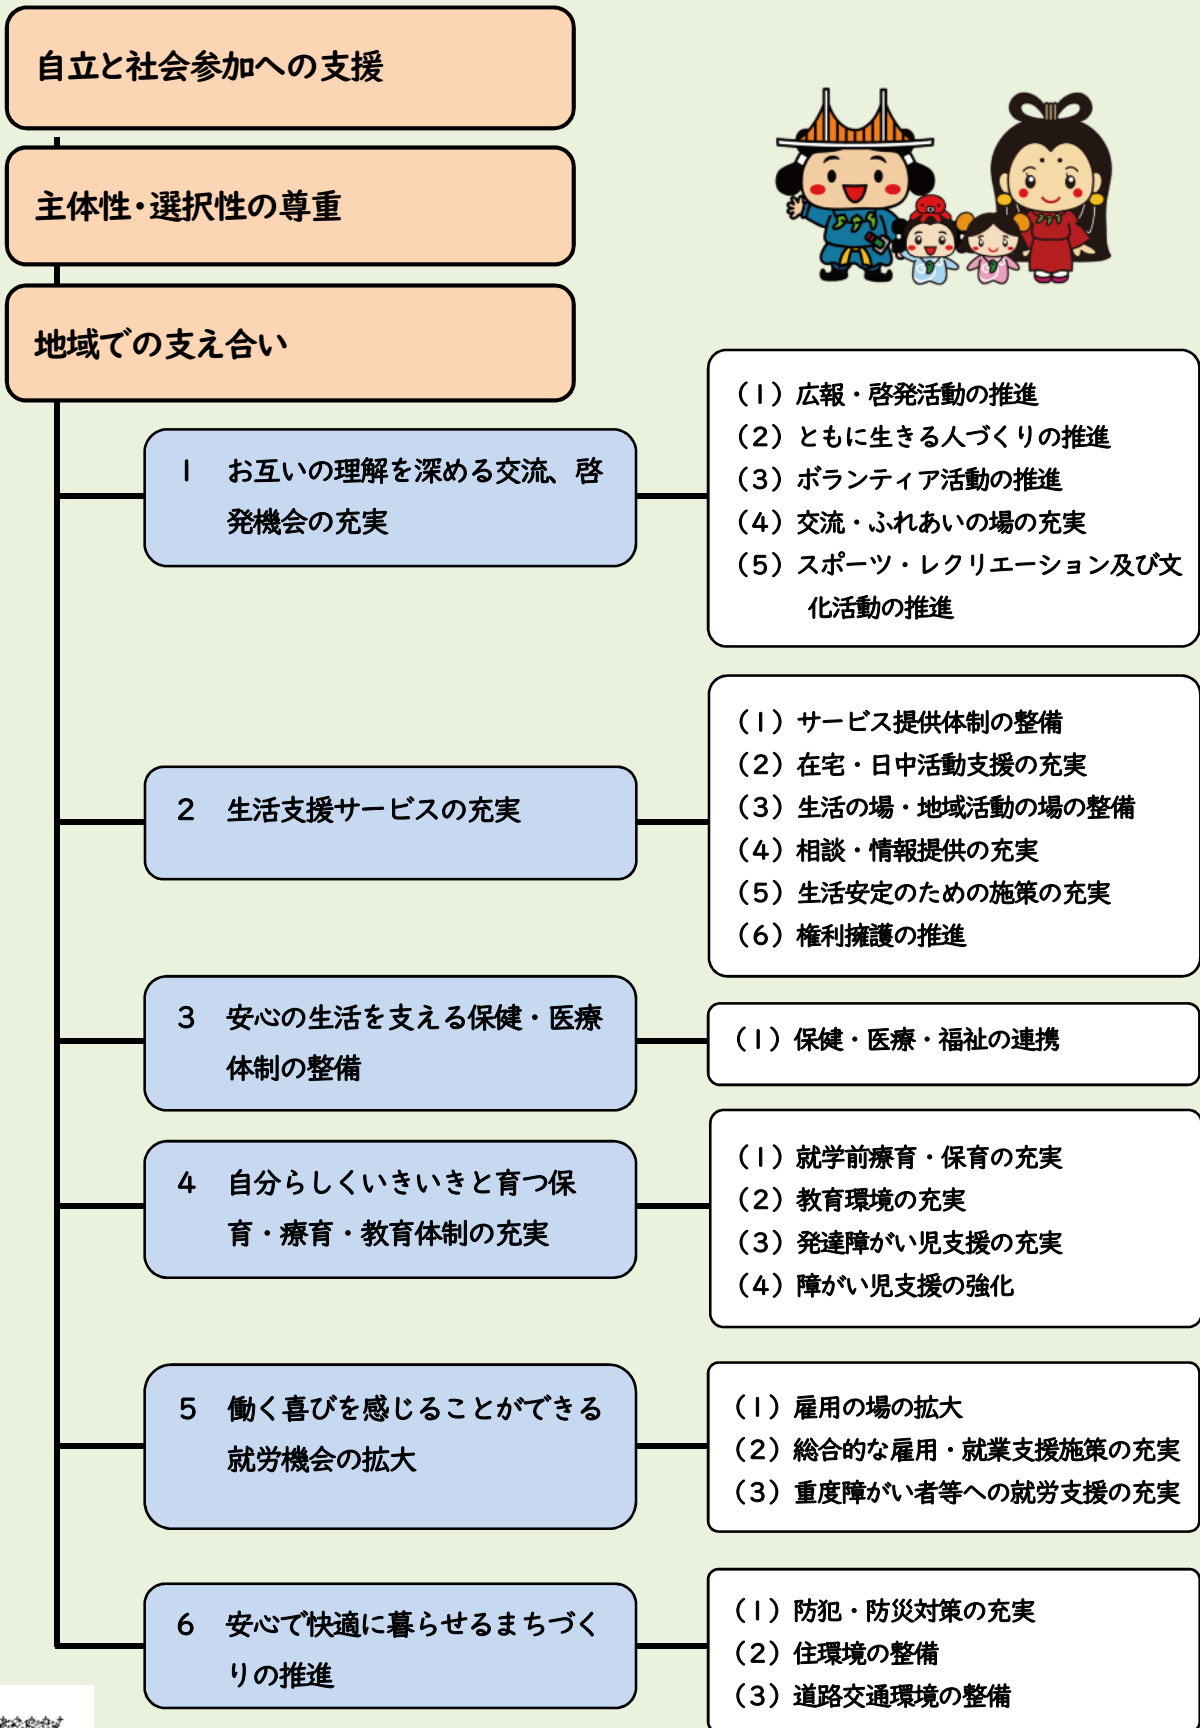 自立と社会参加への支援
主体性・選択性の尊重
地域での支え合い
1 お互いの理解を深める交流、啓
発機会の充実
(1)広報・啓発活動の推進
(2)ともに生きる人づくりの推進
(3)ボランティア活動の推進
(4)交流・ふれあいの場の充実
(5)スポーツ・レクリエーション及び文
化活動の推進
2 生活支援サービスの充実
(1)サービス提供体制の整備
(2)在宅・日中活動支援の充実
(3)生活の場・地域活動の場の整備
(4)相談・情報提供の充実
(5)生活安定のための施策の充実
(6)権利擁護の推進
3 安心の生活を支える保健・医療
体制の整備
(1)保健・医療・福祉の連携
4 自分らしくいきいきと育つ保
育・療育・教育体制の充実
(1)就学前療育・保育の充実
(2)教育環境の充実
(3)発達障がい児支援の充実
(4)障がい児支援の強化
5 働く喜びを感じることができる
就労機会の拡大
(1)雇用の場の拡大
(2)総合的な雇用・就業支援施策の充実
(3)重度障がい者等への就労支援の充実
6 安心で快適に暮らせるまちづく
りの推進
(1)防犯・防災対策の充実
(2)住環境の整備
(3)道路交通環境の整備